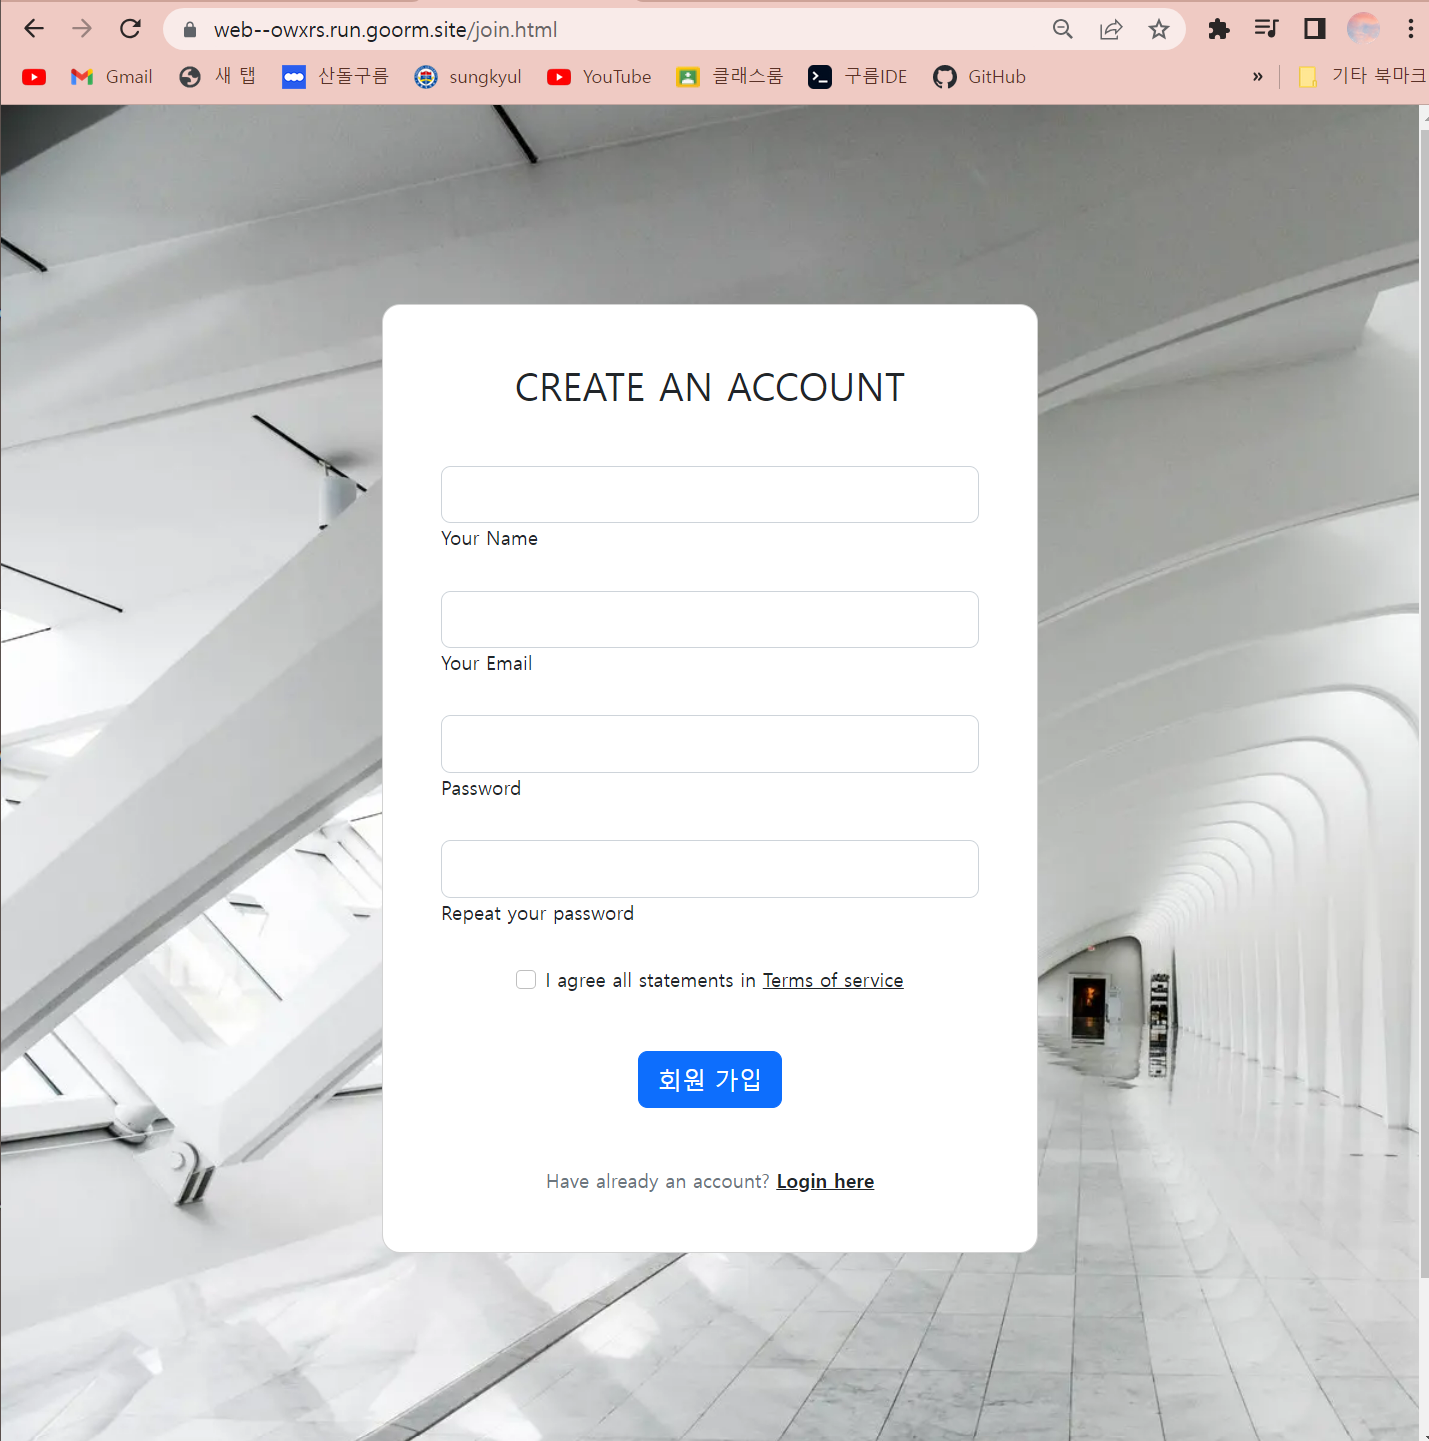 web--owxrs.run.goorm.site/join.html
Gmail 새 탭 산돌구름 sungkyul YouTube 클래스룸 구름IDE GitHub » 기타 북마크
CREATE AN ACCOUNT
Your Name
Your Email
Password
Repeat your password
I agree all statements in Terms of service
회원 가입
Have already an account? Login here